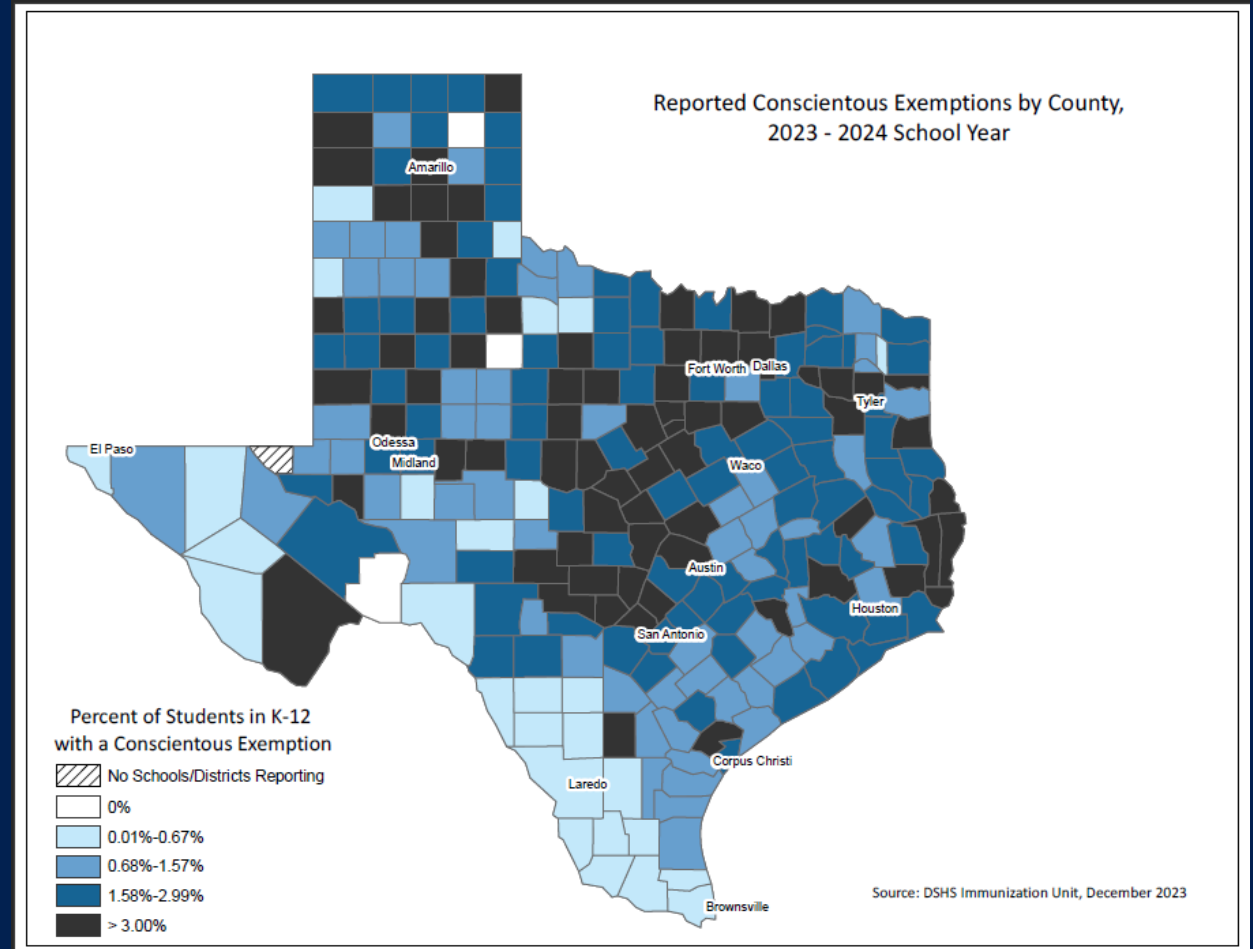 Reported Conscientous Exemptions by County,
2023 - 2024 School Year
Amarillo
Fort Worth
Dallas
Tyler
El Paso
Odessa
Midland
Waco
Austin
Houston
San Antonio
Corpus Christi
Laredo
Brownsville
Percent of Students in K-12
with a Conscientous Exemption
No Schools/Districts Reporting
0%
0.01%-0.67%
0.68%-1.57%
1.58%-2.99%
> 3.00%
Source: DSHS Immunization Unit, December 2023